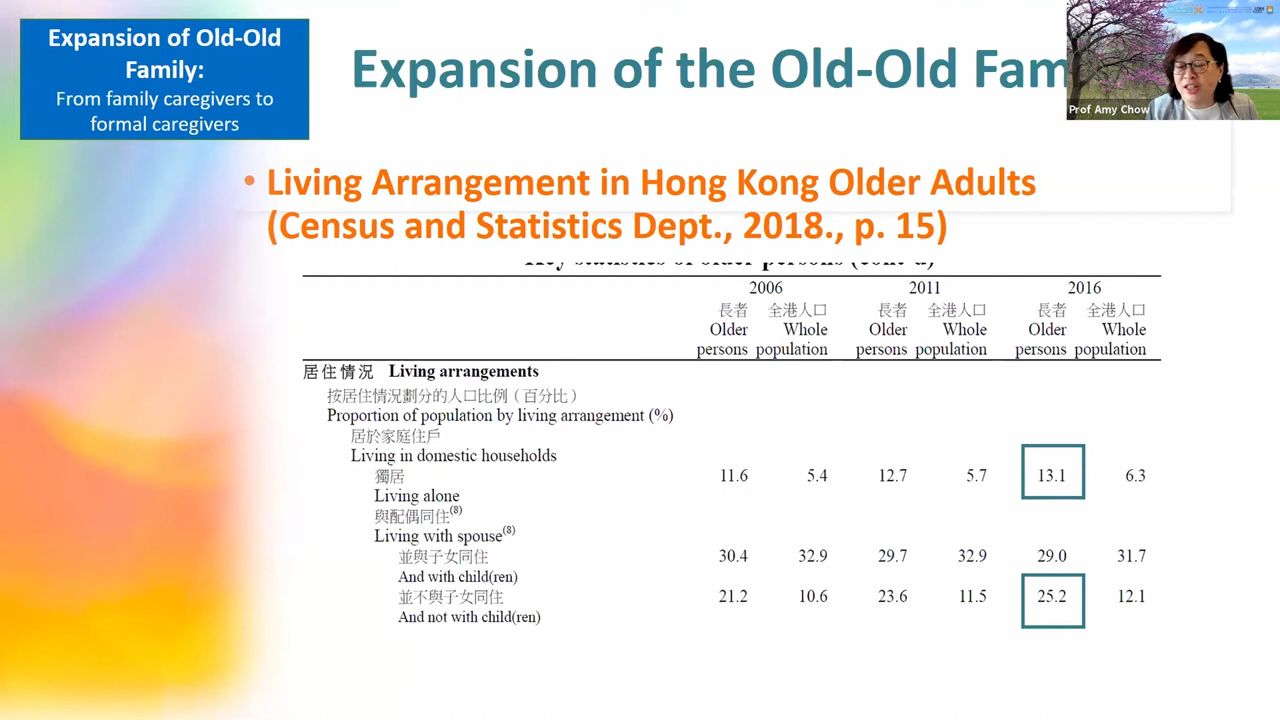 Expansion of Old-Old
Family:
From family caregivers to
formal caregivers
Expansion of the Old-Old Fam
Prof Amy Chow
• Living Arrangement in Hong Kong Older Adults
(Census and Statistics Dept., 2018., p. 15)
Key statistics of older persons (cont'd)
2006 2011 2016
長者 全港人口 長者 全港人口 長者 全港人口
Older Whole Older Whole Older Whole
persons population persons population persons population
居住情況 Living arrangements
按居住情況劃分的人口比例（百分比）
Proportion of population by living arrangement (%)
居於家庭住戶
Living in domestic households
獨居 11.6 5.4 12.7 5.7 13.1 6.3
Living alone
與配偶同住(8)
Living with spouse(8)
並與子女同住 30.4 32.9 29.7 32.9 29.0 31.7
And with child(ren)
並不與子女同住 21.2 10.6 23.6 11.5 25.2 12.1
And not with child(ren)